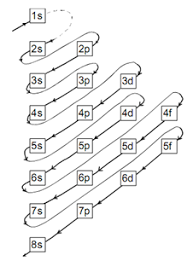 1s
2s 2p
3s 3p 3d
4s 4p 4d 4f
5s 5p 5d 5f
6s 6p 6d
7s 7p
8s